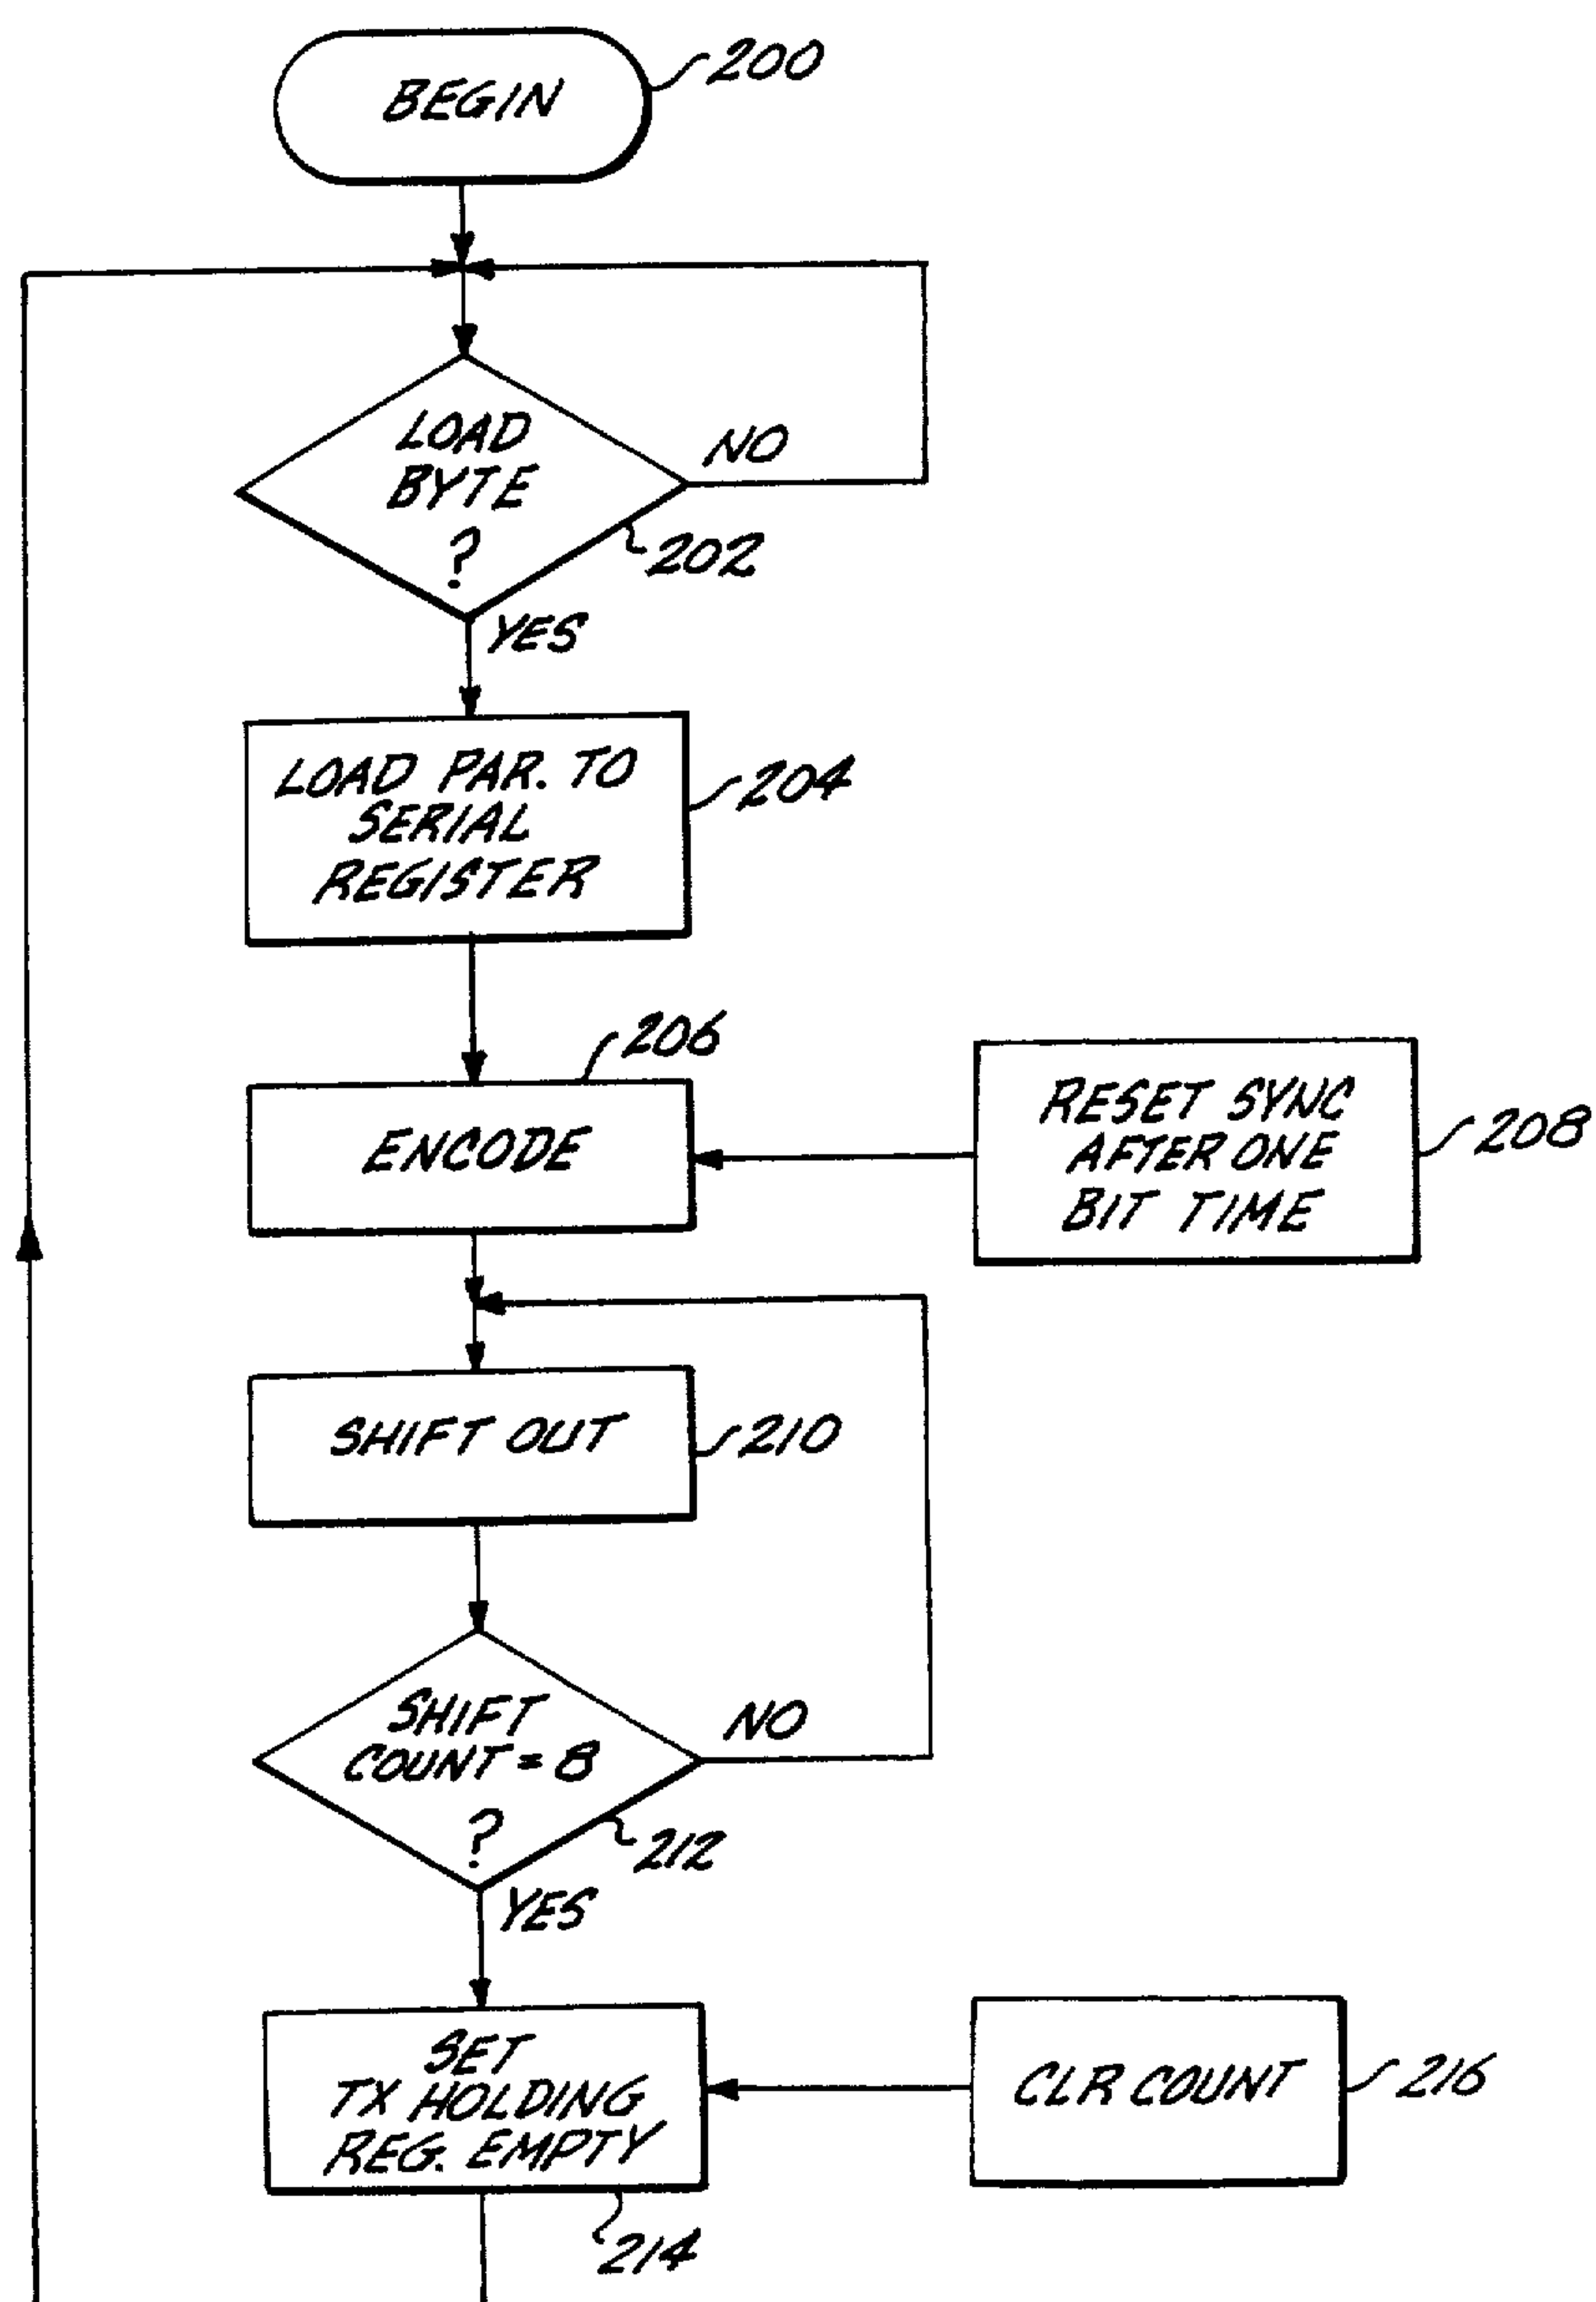 BEGIN
200
LOAD
BYTE
?
NO
202
YES
LOAD PAR. TO
SERIAL
REGISTER
204
206
ENCODE
RESET SYNC
AFTER ONE
BIT TIME
208
SHIFT OUT
210
SHIFT
COUNT = 8
?
NO
212
YES
SET
TX HOLDING
REG. EMPTY
214
CLR COUNT
216